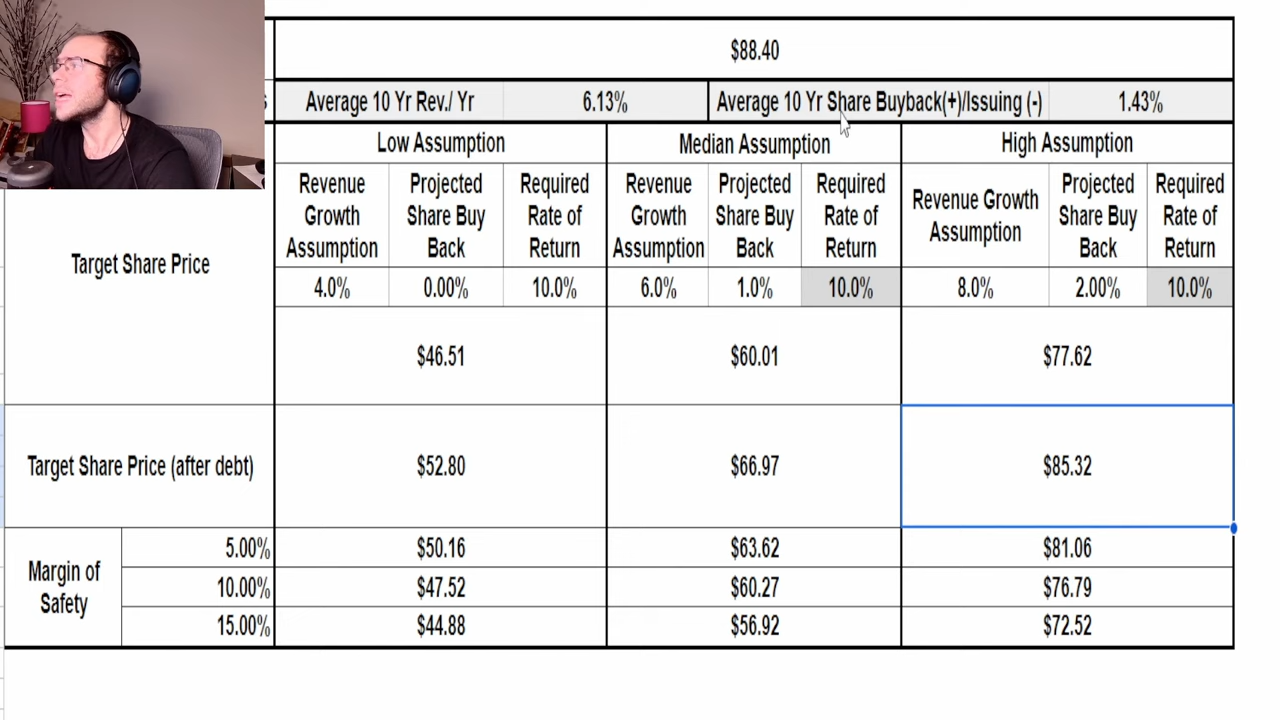 $88.40
Average 10 Yr Rev./ Yr 6.13% Average 10 Yr Share Buyback(+)/Issuing (-) 1.43%
Low Assumption Median Assumption High Assumption
Target Share Price
Revenue Growth Assumption
Projected Share Buy Back
Required Rate of Return
Revenue Growth Assumption
Projected Share Buy Back
Required Rate of Return
Revenue Growth Assumption
Projected Share Buy Back
Required Rate of Return
4.0% 0.00% 10.0% 6.0% 1.0% 10.0% 8.0% 2.00% 10.0%
$46.51 $60.01 $77.62
Target Share Price (after debt) $52.80 $66.97 $85.32
Margin of Safety
5.00% $50.16 $63.62 $81.06
10.00% $47.52 $60.27 $76.79
15.00% $44.88 $56.92 $72.52